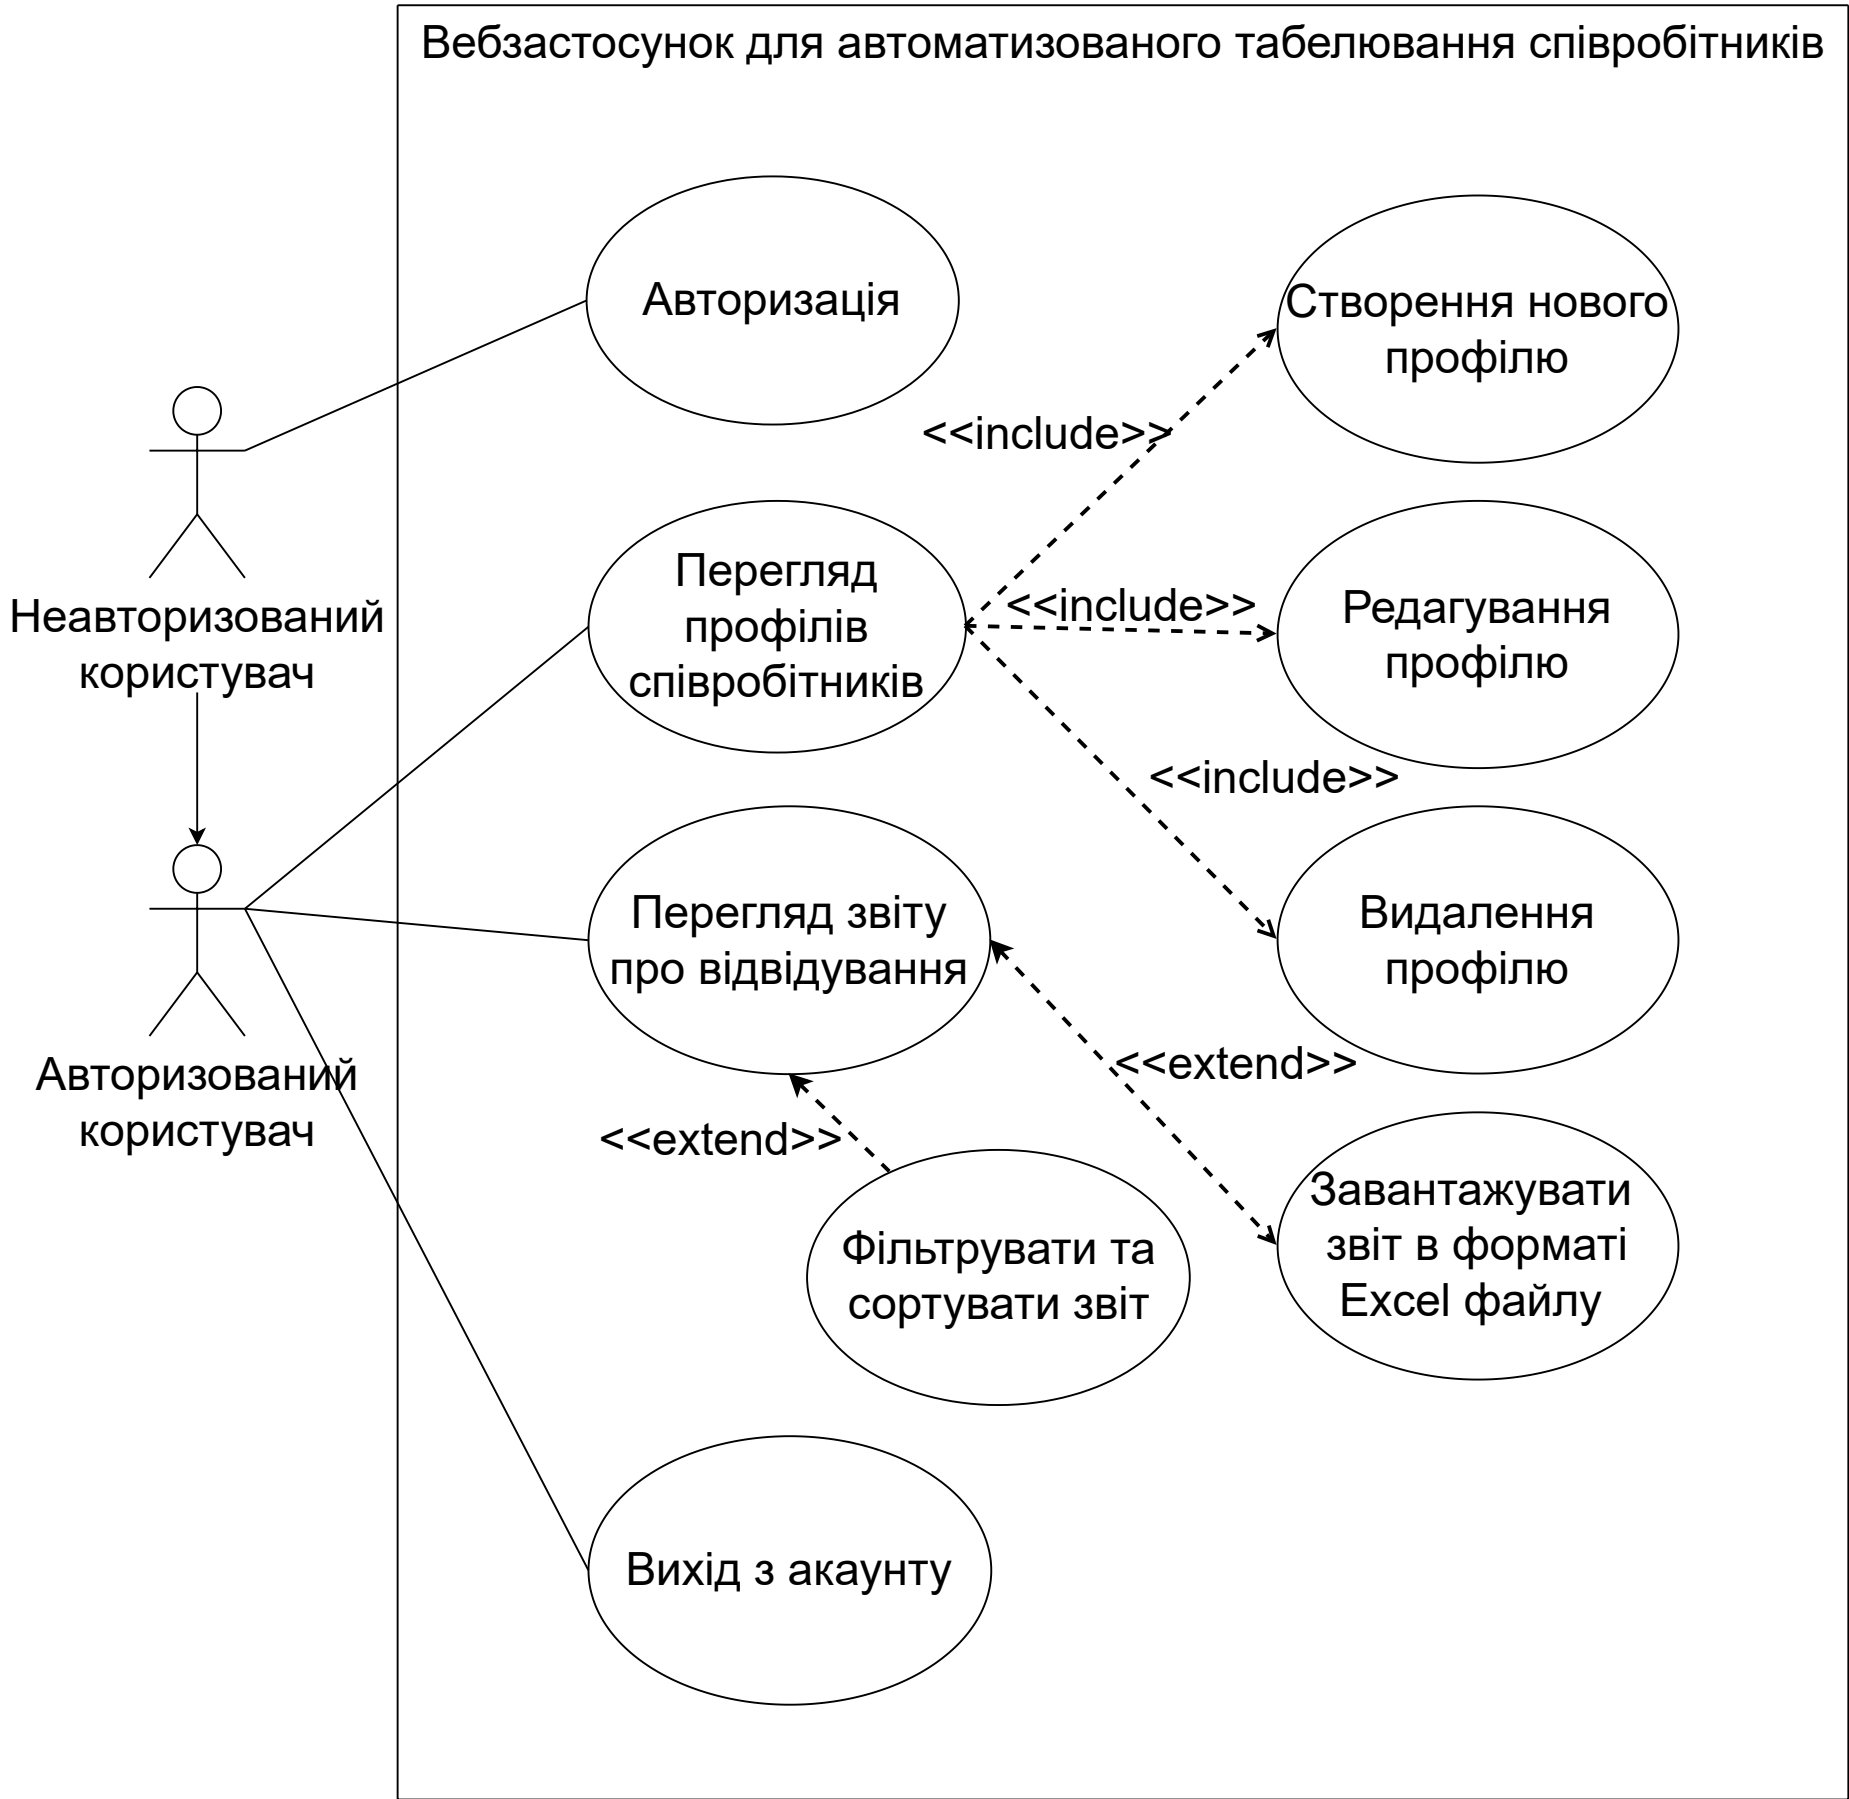 Вебзастосунок для автоматизованого табелювання співробітників
Авторизація
Створення нового
профілю
<<include>>
Неавторизований
користувач
Перегляд
профілів
співробітників
<<include>>
Редагування
профілю
<<include>>
Авторизований
користувач
Перегляд звіту
про відвідування
Видалення
профілю
<<extend>>
<<extend>>
Фільтрувати та
сортувати звіт
Завантажувати
звіт в форматі
Excel файлу
Вихід з акаунту